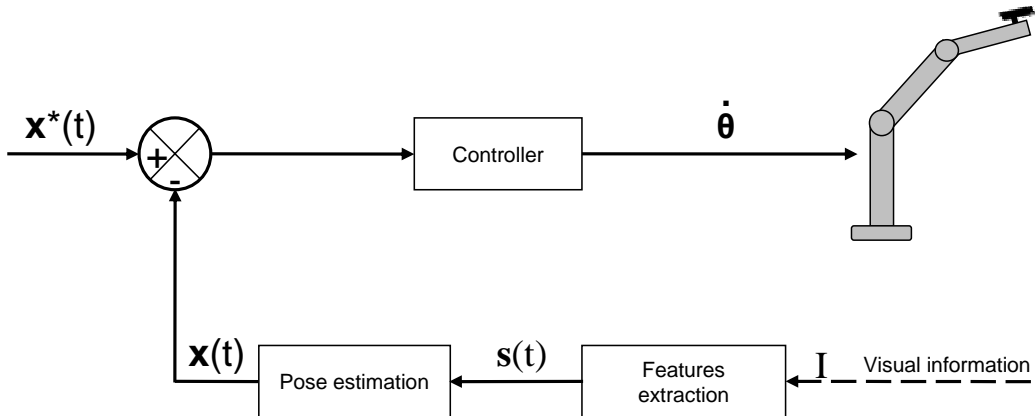 x*(t)
+
-
Controller
θ̇
x(t)
Pose estimation
s(t)
Features
extraction
I
Visual information